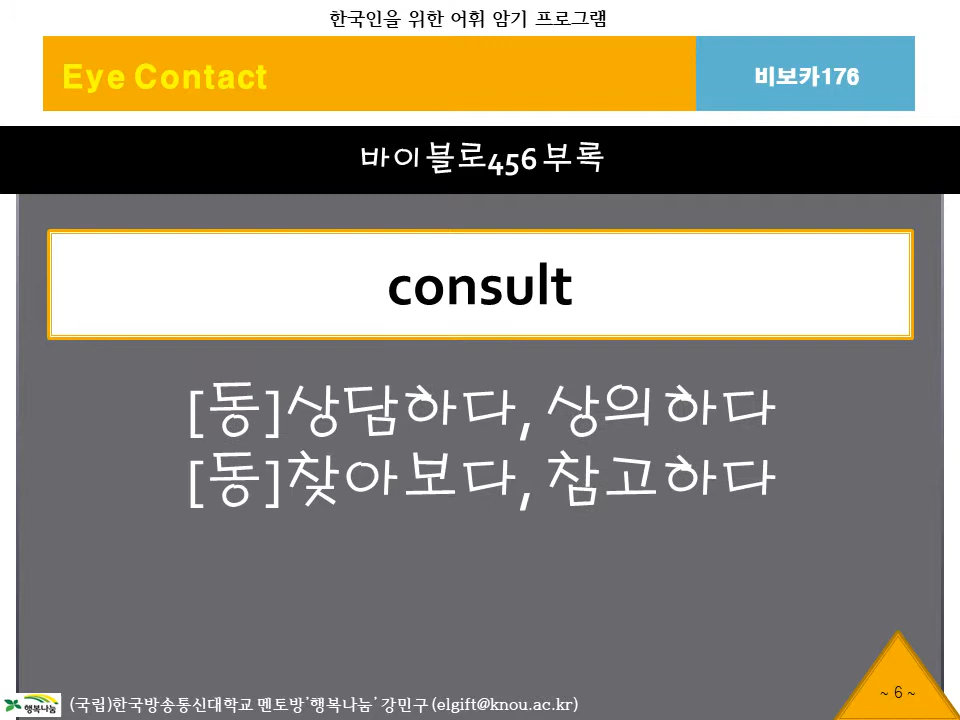 한국인을 위한 어휘 암기 프로그램
Eye Contact
비보카176
바이블로456부록
consult
[동]상담하다, 상의하다
[동]찾아보다, 참고하다
~ 6 ~
행복나눔
(국립)한국방송통신대학교 멘토방'행복나눔' 강민구(elgift@knou.ac.kr)